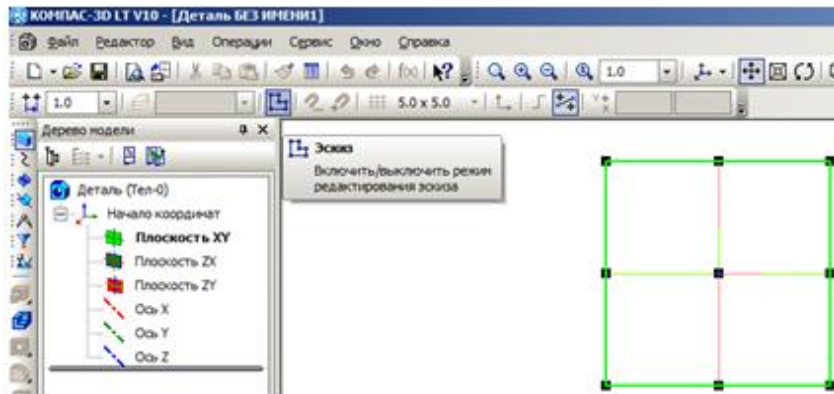 КОМПАС-3D LT V10 - [Деталь БЕЗ ИМЕНИ1]
Файл Редактор Вид Операции Сервис Окно Справка
f(x) 1.0
1.0 5.0 x 5.0
Дерево модели
Эскиз
Включить/выключить режим
редактирования эскиза
Деталь (Тел-0)
Начало координат
Плоскость XY
Плоскость ZX
Плоскость ZY
Ось X
Ось Y
Ось Z